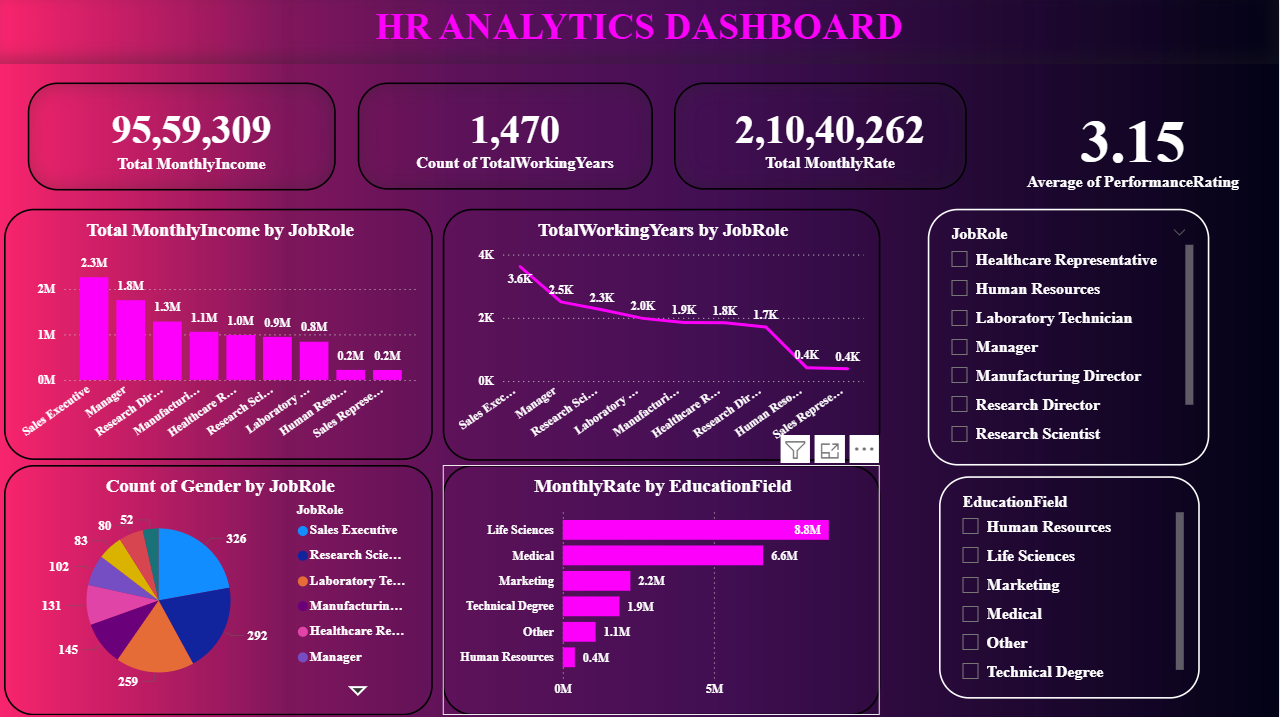 HR ANALYTICS DASHBOARD
95,59,309
Total MonthlyIncome
1,470
Count of TotalWorkingYears
2,10,40,262
Total MonthlyRate
3.15
Average of PerformanceRating
Total MonthlyIncome by JobRole
2M
1M
0M
2.3M
1.8M
1.3M
1.1M
1.0M
0.9M
0.8M
0.2M
0.2M
Sales Executive
Manager
Research Dir…
Manufacturi…
Healthcare R…
Research Sci…
Laboratory …
Human Reso…
Sales Represe…
TotalWorkingYears by JobRole
4K
2K
0K
3.6K
2.5K
2.3K
2.0K
1.9K
1.8K
1.7K
0.4K
0.4K
Sales Exec…
Manager
Research Sci…
Laboratory …
Manufacturi…
Healthcare R…
Research Dir…
Human Reso…
Sales Represe…
JobRole
Healthcare Representative
Human Resources
Laboratory Technician
Manager
Manufacturing Director
Research Director
Research Scientist
Count of Gender by JobRole
326
292
259
145
131
102
83
80
52
JobRole
Sales Executive
Research Scie…
Laboratory Te…
Manufacturin…
Healthcare Re…
Manager
MonthlyRate by EducationField
Life Sciences 8.8M
Medical 6.6M
Marketing 2.2M
Technical Degree 1.9M
Other 1.1M
Human Resources 0.4M
0M 5M
EducationField
Human Resources
Life Sciences
Marketing
Medical
Other
Technical Degree